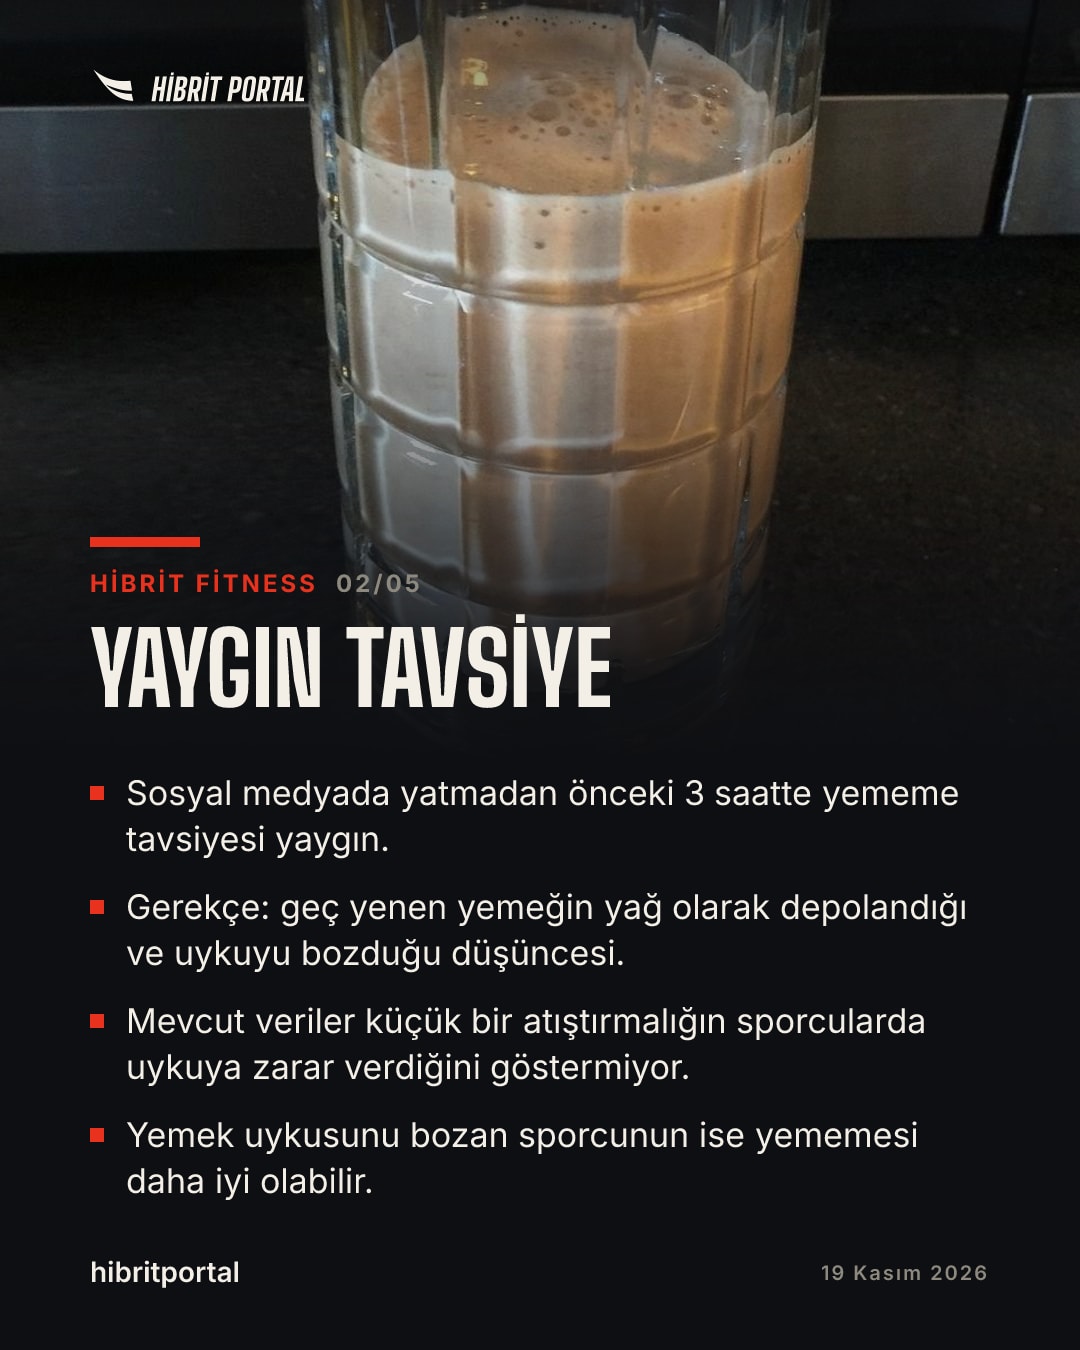 HİBRİT PORTAL
HİBRİT FİTNESS 02/05
YAYGIN TAVSİYE
Sosyal medyada yatmadan önceki 3 saatte yememe
tavsiyesi yaygın.
Gerekçe: geç yenen yemeğin yağ olarak depolandığı
ve uykuyu bozduğu düşüncesi.
Mevcut veriler küçük bir atıştırmalığın sporcularda
uykuya zarar verdiğini göstermiyor.
Yemek uykusunu bozan sporcunun ise yememesi
daha iyi olabilir.
hibritportal
19 Kasım 2026